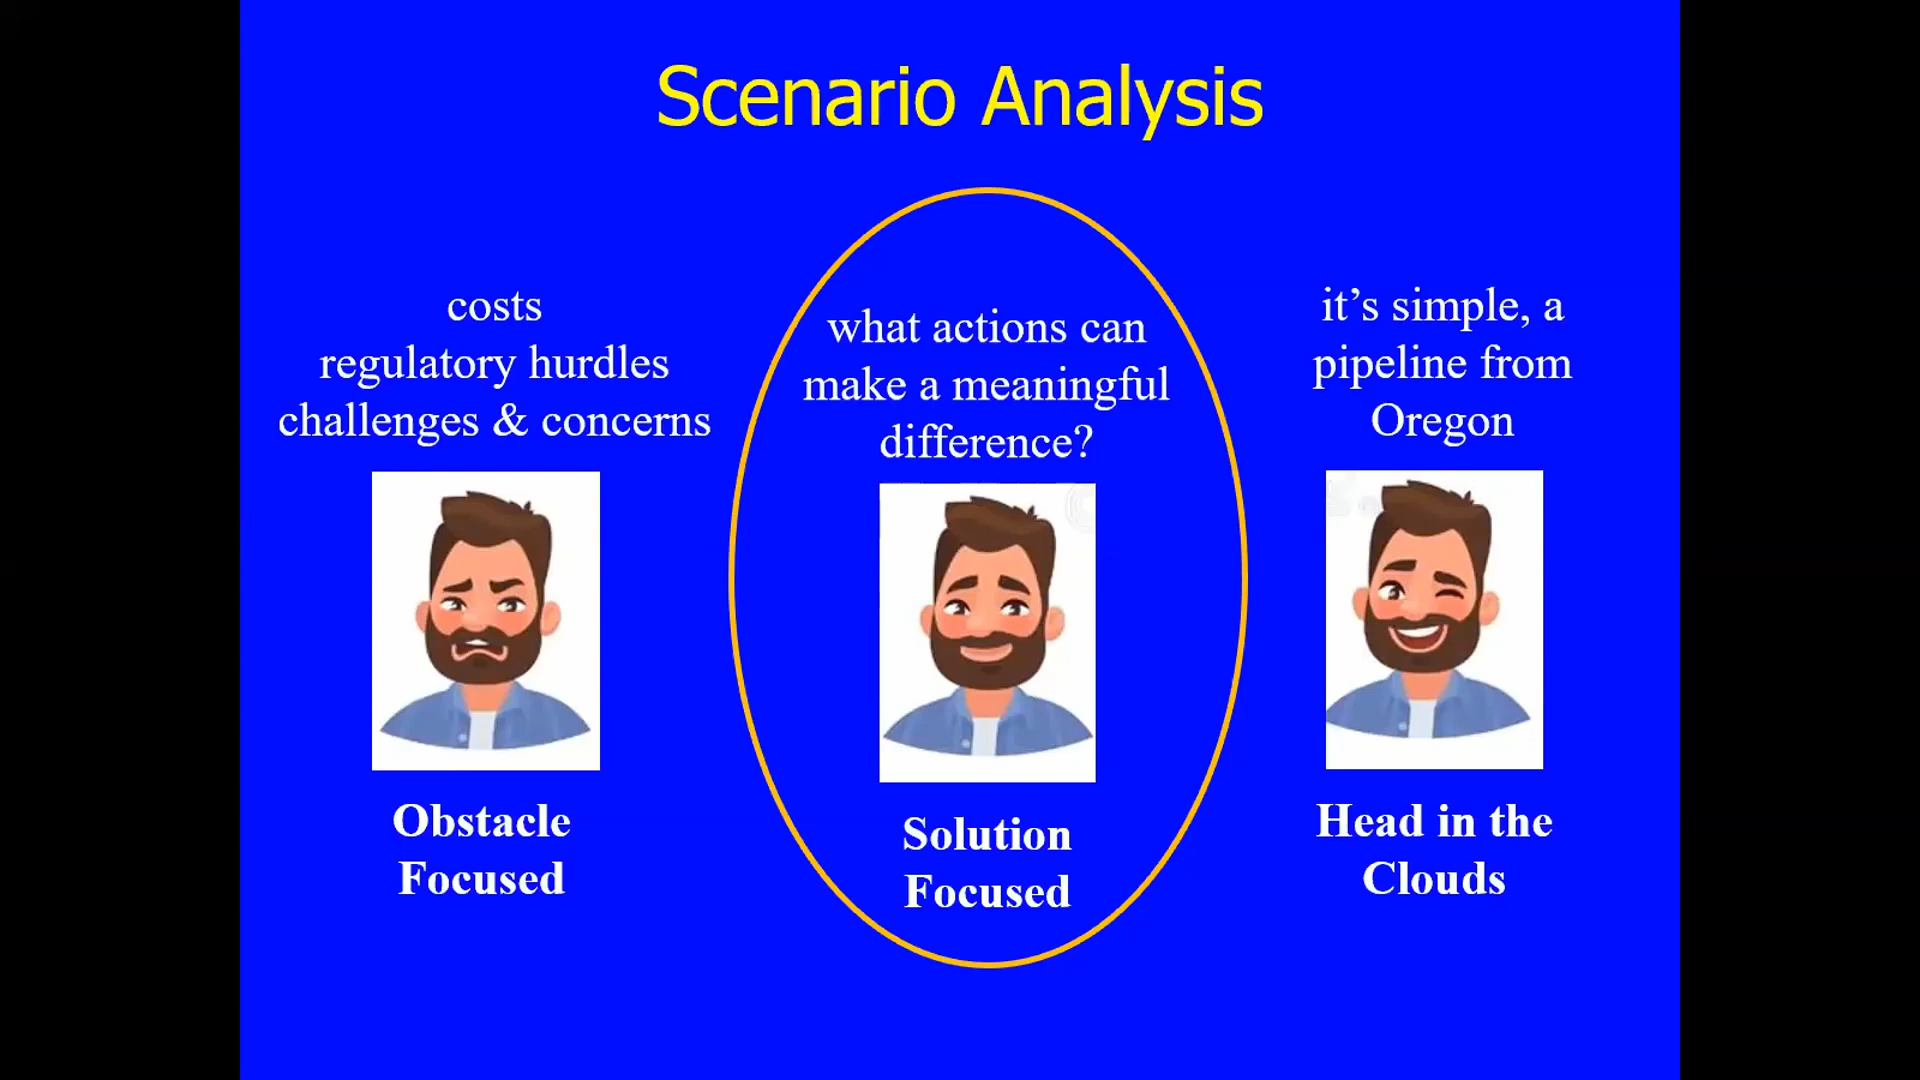 Scenario Analysis
costs
regulatory hurdles
challenges & concerns
Obstacle
Focused
what actions can
make a meaningful
difference?
Solution
Focused
it’s simple, a
pipeline from
Oregon
Head in the
Clouds